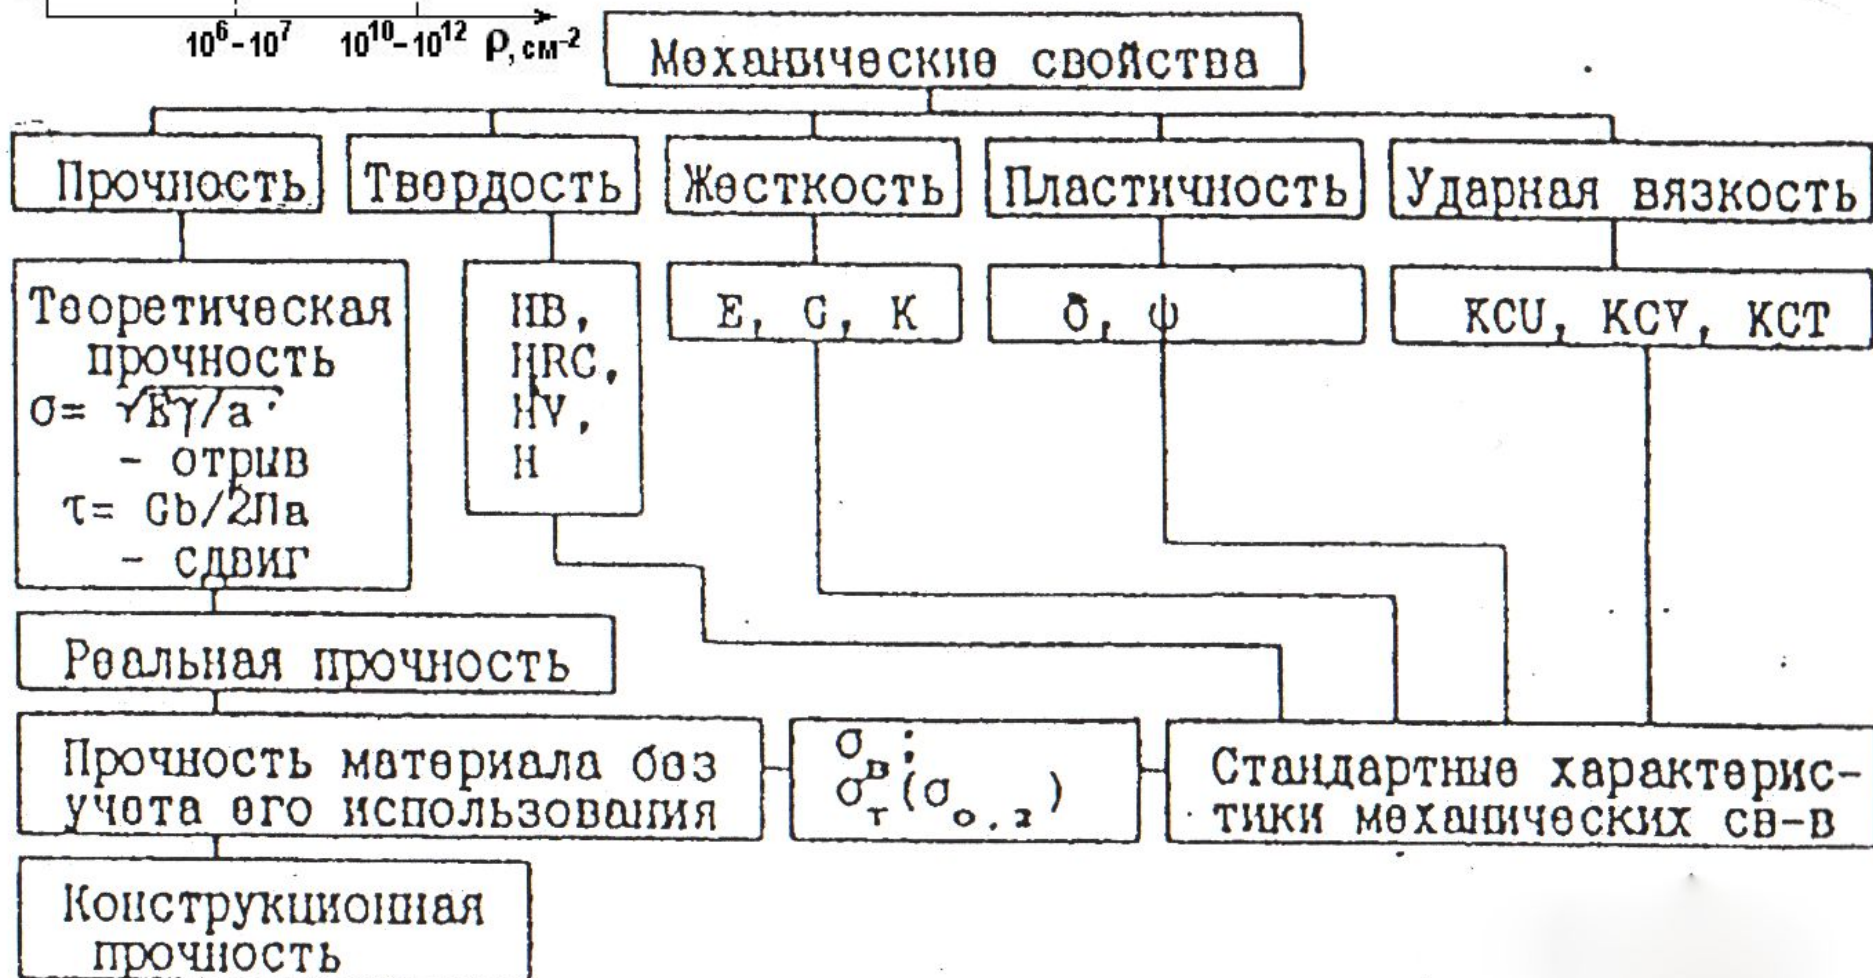 10⁶-10⁷ 10¹⁰-10¹² ρ, см⁻²
Механические свойства
Прочность
Твердость
Жесткость
Пластичность
Ударная вязкость
Теоретическая
прочность
σ= √Eγ/a
- отрыв
τ= Gb/2Пa
- сдвиг
HB,
HRC,
HV,
H
E, G, K
δ, ψ
KCU, KCV, KCT
Реальная прочность
Прочность материала без
учета его использования
σв;
σт(σ0,2)
Стандартные характерис-
тики механических св-в
Конструкционная
прочность